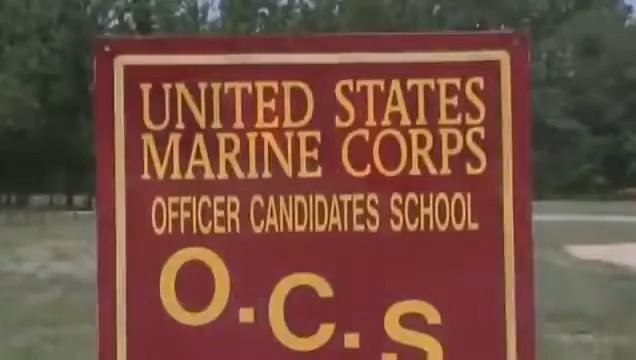 UNITED STATES
MARINE CORPS
OFFICER CANDIDATES SCHOOL
O.C.S